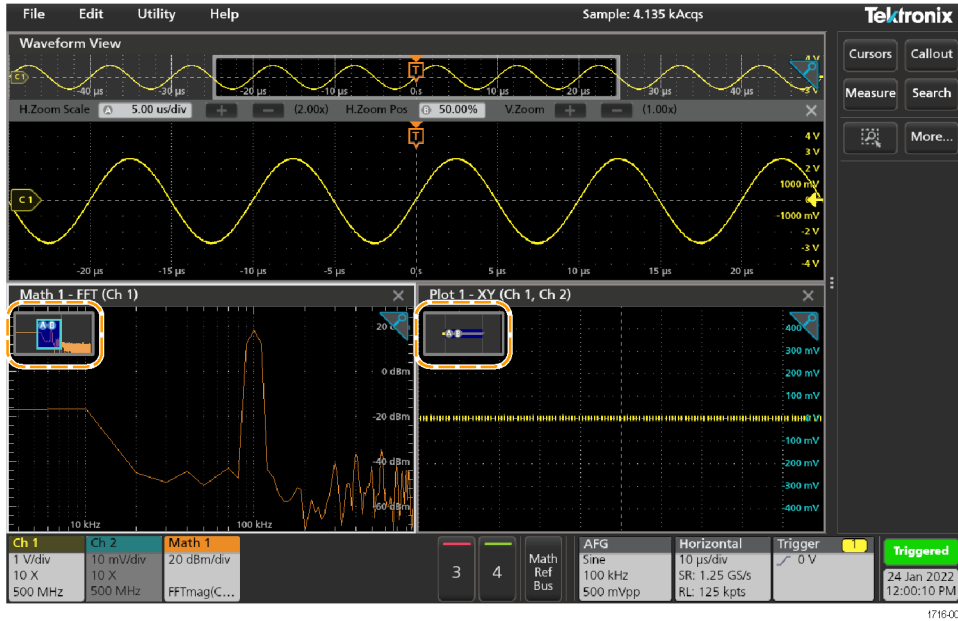 File Edit Utility Help Sample: 4.135 kAcqs Tektronix
Waveform View
Cursors Callout
Measure Search
More...
C1
-40 µs -30 µs -20 µs -10 µs 0 s 10 µs 20 µs 30 µs 40 µs
T
H.Zoom Scale A 5.00 us/div + - (2.00x) H.Zoom Pos B 50.00% V.Zoom + - (1.00x)
T
4 V
3 V
2 V
1000 mV
C1
-1000 mV
-2 V
-3 V
-4 V
-20 µs -15 µs -10 µs -5 µs 0 s 5 µs 10 µs 15 µs 20 µs
Math 1 - FFT (Ch 1)
A B
0 dBm
-20 dBm
-40 dBm
-60 dBm
10 kHz 100 kHz
Plot 1 - XY (Ch 1, Ch 2)
A B
300 mV
200 mV
100 mV
-100 mV
-200 mV
-300 mV
-400 mV
Ch 1
1 V/div
10 X
500 MHz
Ch 2
10 mV/div
10 X
500 MHz
Math 1
20 dBm/div
FFTmag(C...
3
4
Math
Ref
Bus
AFG
Sine
100 kHz
500 mVpp
Horizontal
10 µs/div
SR: 1.25 GS/s
RL: 125 kpts
Trigger 1
0 V
Triggered
24 Jan 2022
12:00:10 PM